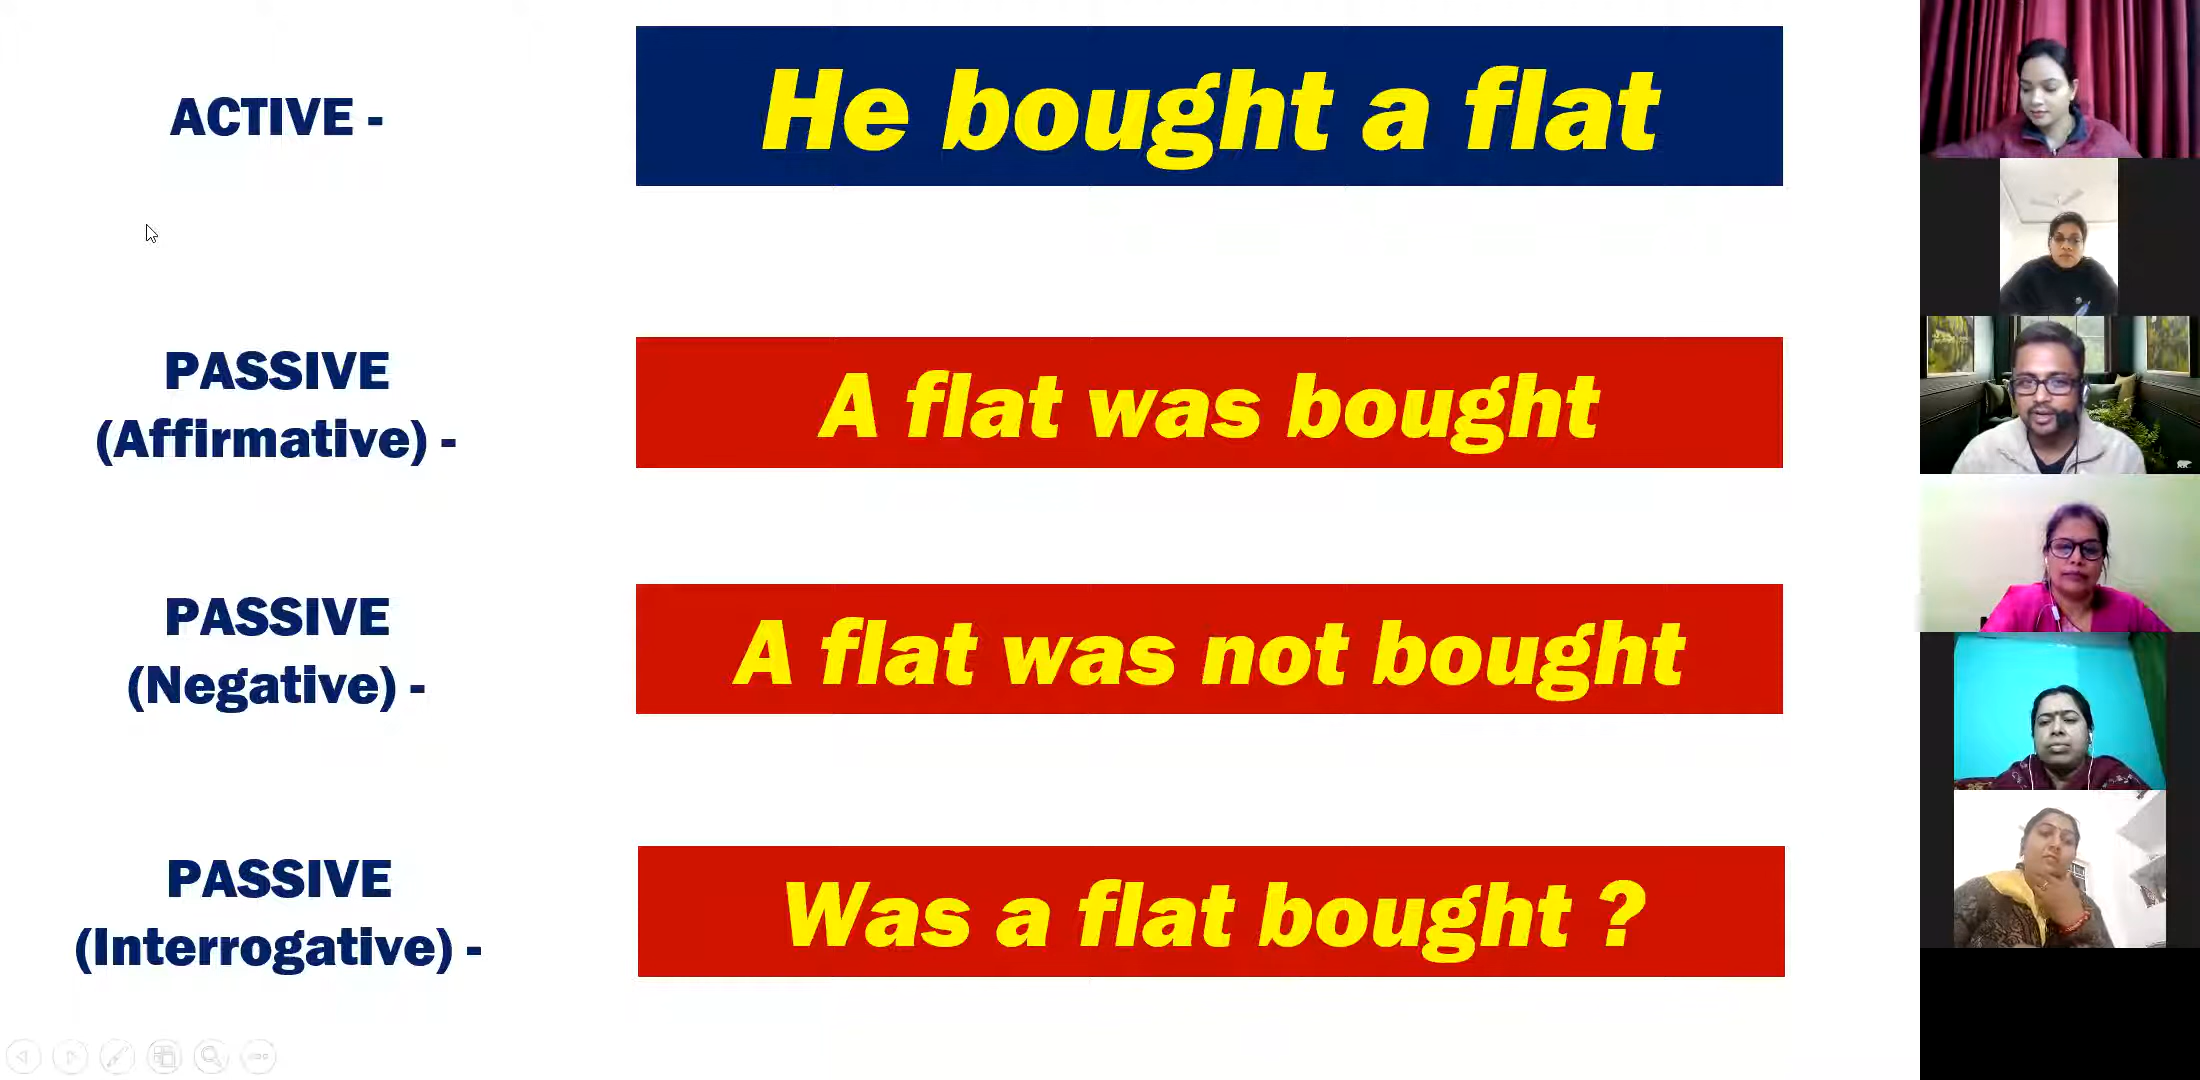 ACTIVE -
He bought a flat
PASSIVE
(Affirmative) -
A flat was bought
PASSIVE
(Negative) -
A flat was not bought
PASSIVE
(Interrogative) -
Was a flat bought ?